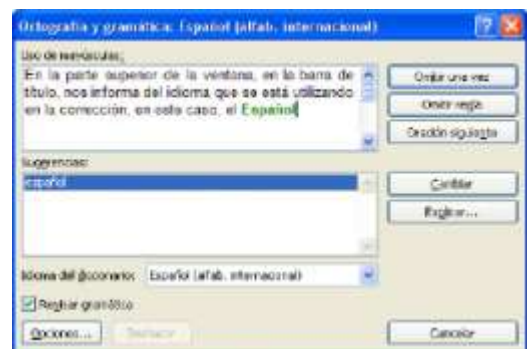 Ortografía y gramática: Español (alfab. internacional)
Uso de mayúsculas:
En la parte superior de la ventana, en la barra de
título, nos informa del idioma que se está utilizando
en la corrección, en este caso, el Español
Omitir una vez
Omitir regla
Oración siguiente
Sugerencias:
español
Cambiar
Explicar...
Idioma del diccionario: Español (alfab. internacional)
Revisar gramática
Opciones...
Deshacer
Cancelar